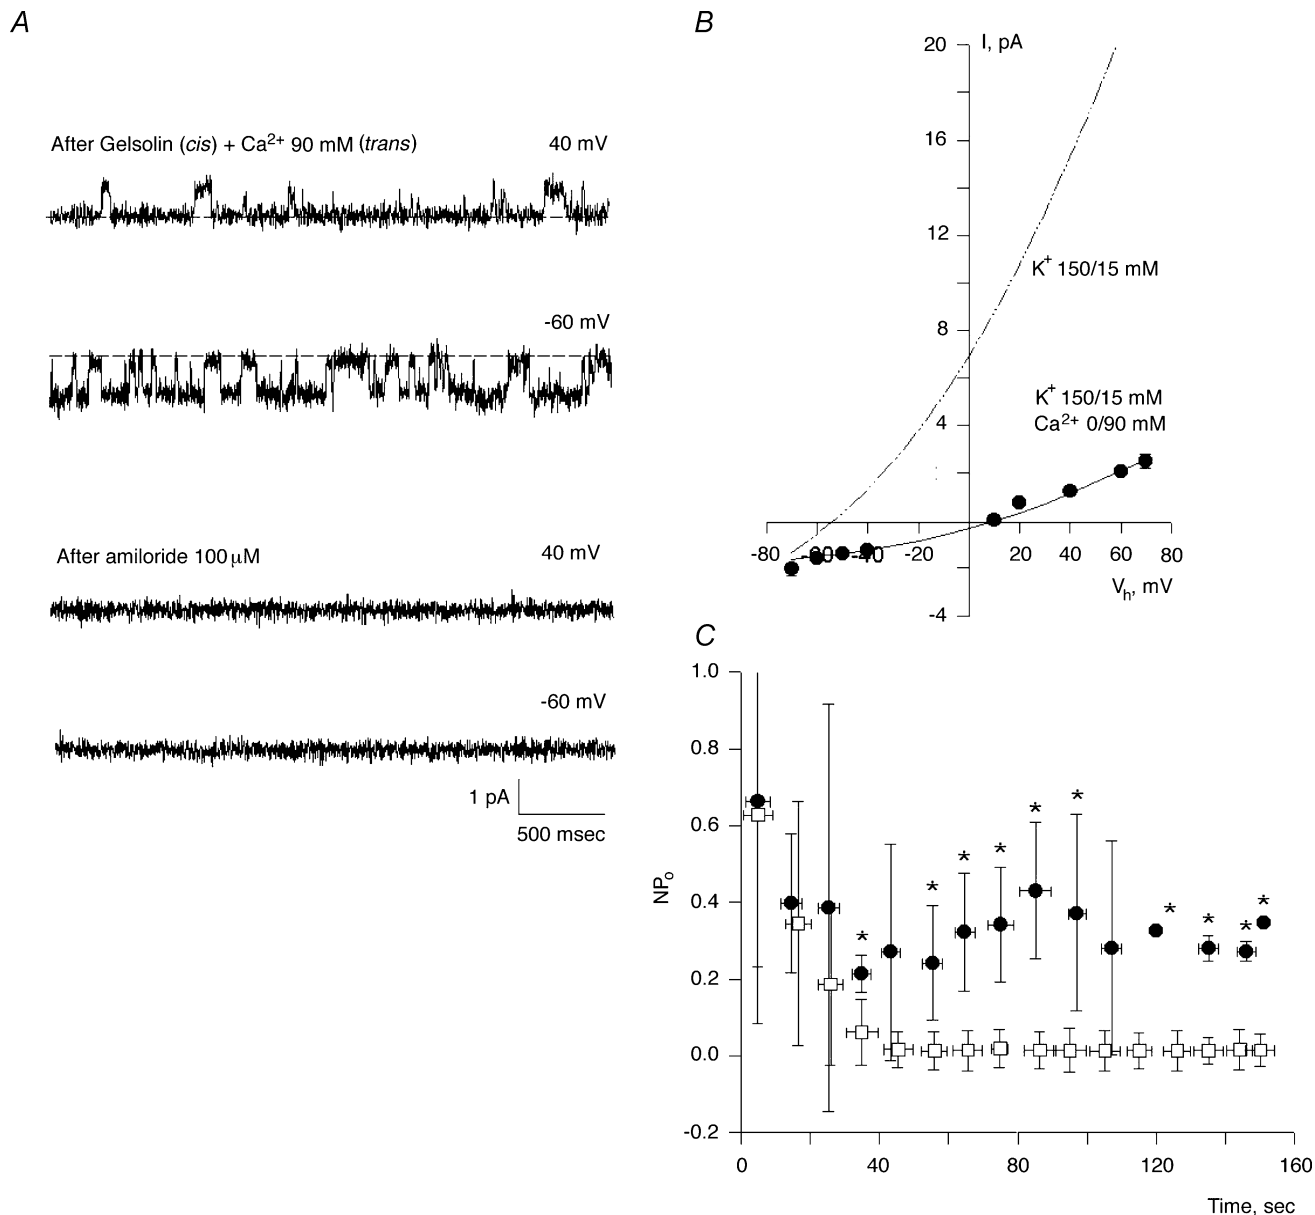 A
After Gelsolin (cis) + Ca2+ 90 mM (trans)
40 mV
-60 mV
After amiloride 100 µM
40 mV
-60 mV
1 pA
500 msec
B
I, pA
20
16
12
8
4
-4
K+ 150/15 mM
K+ 150/15 mM
Ca2+ 0/90 mM
-80 -60 -40 -20 20 40 60 80
Vh, mV
C
1.0
0.8
0.6
0.4
0.2
0.0
-0.2
NPo
* * * * * * * * * *
0 40 80 120 160
Time, sec